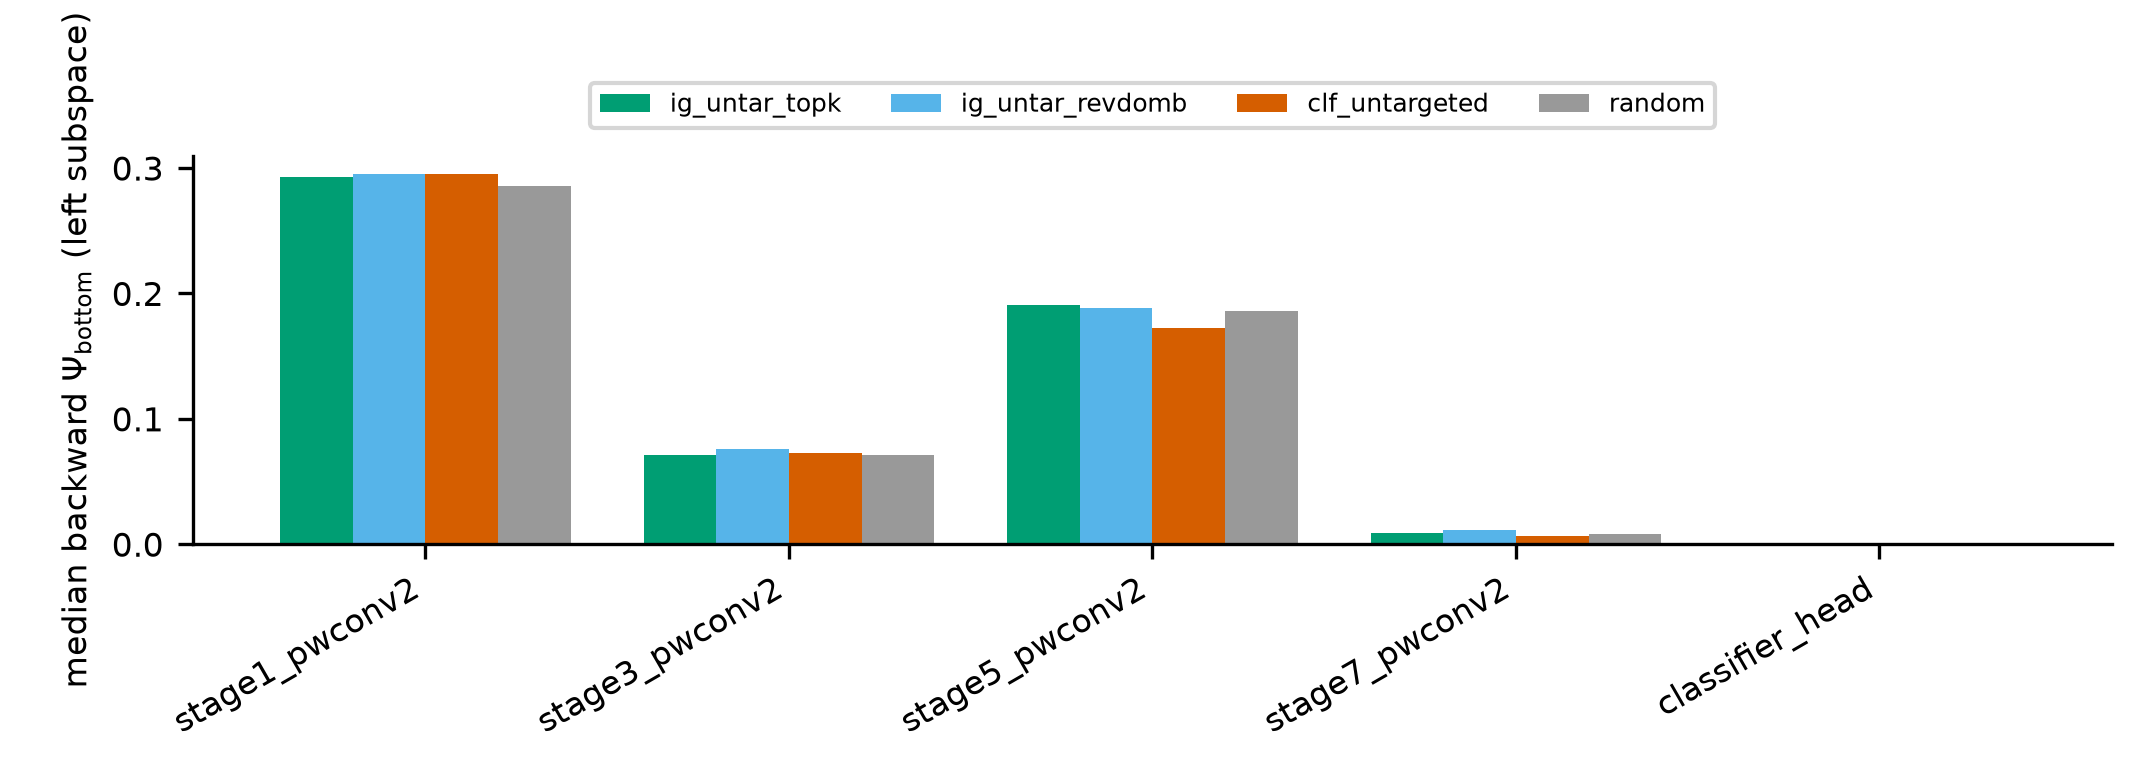 ig_untar_topk ig_untar_revdomb clf_untargeted random
median backward Ψbottom (left subspace)
0.3
0.2
0.1
0.0
stage1_pwconv2
stage3_pwconv2
stage5_pwconv2
stage7_pwconv2
classifier_head